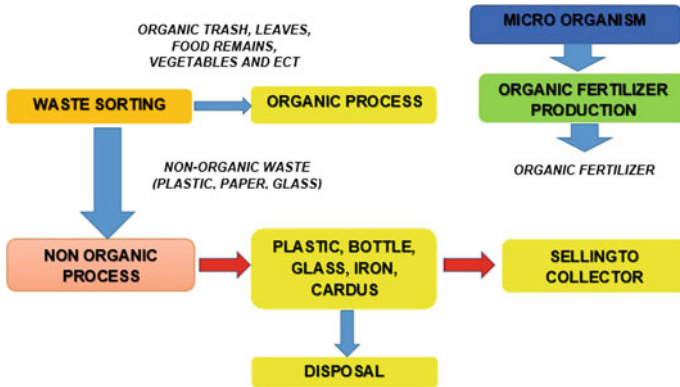 ORGANIC TRASH, LEAVES,
FOOD REMAINS,
VEGETABLES AND ECT
MICRO ORGANISM
WASTE SORTING
ORGANIC PROCESS
ORGANIC FERTILIZER
PRODUCTION
NON-ORGANIC WASTE
(PLASTIC, PAPER, GLASS)
ORGANIC FERTILIZER
NON ORGANIC
PROCESS
PLASTIC, BOTTLE,
GLASS, IRON,
CARDUS
SELLINGTO
COLLECTOR
DISPOSAL